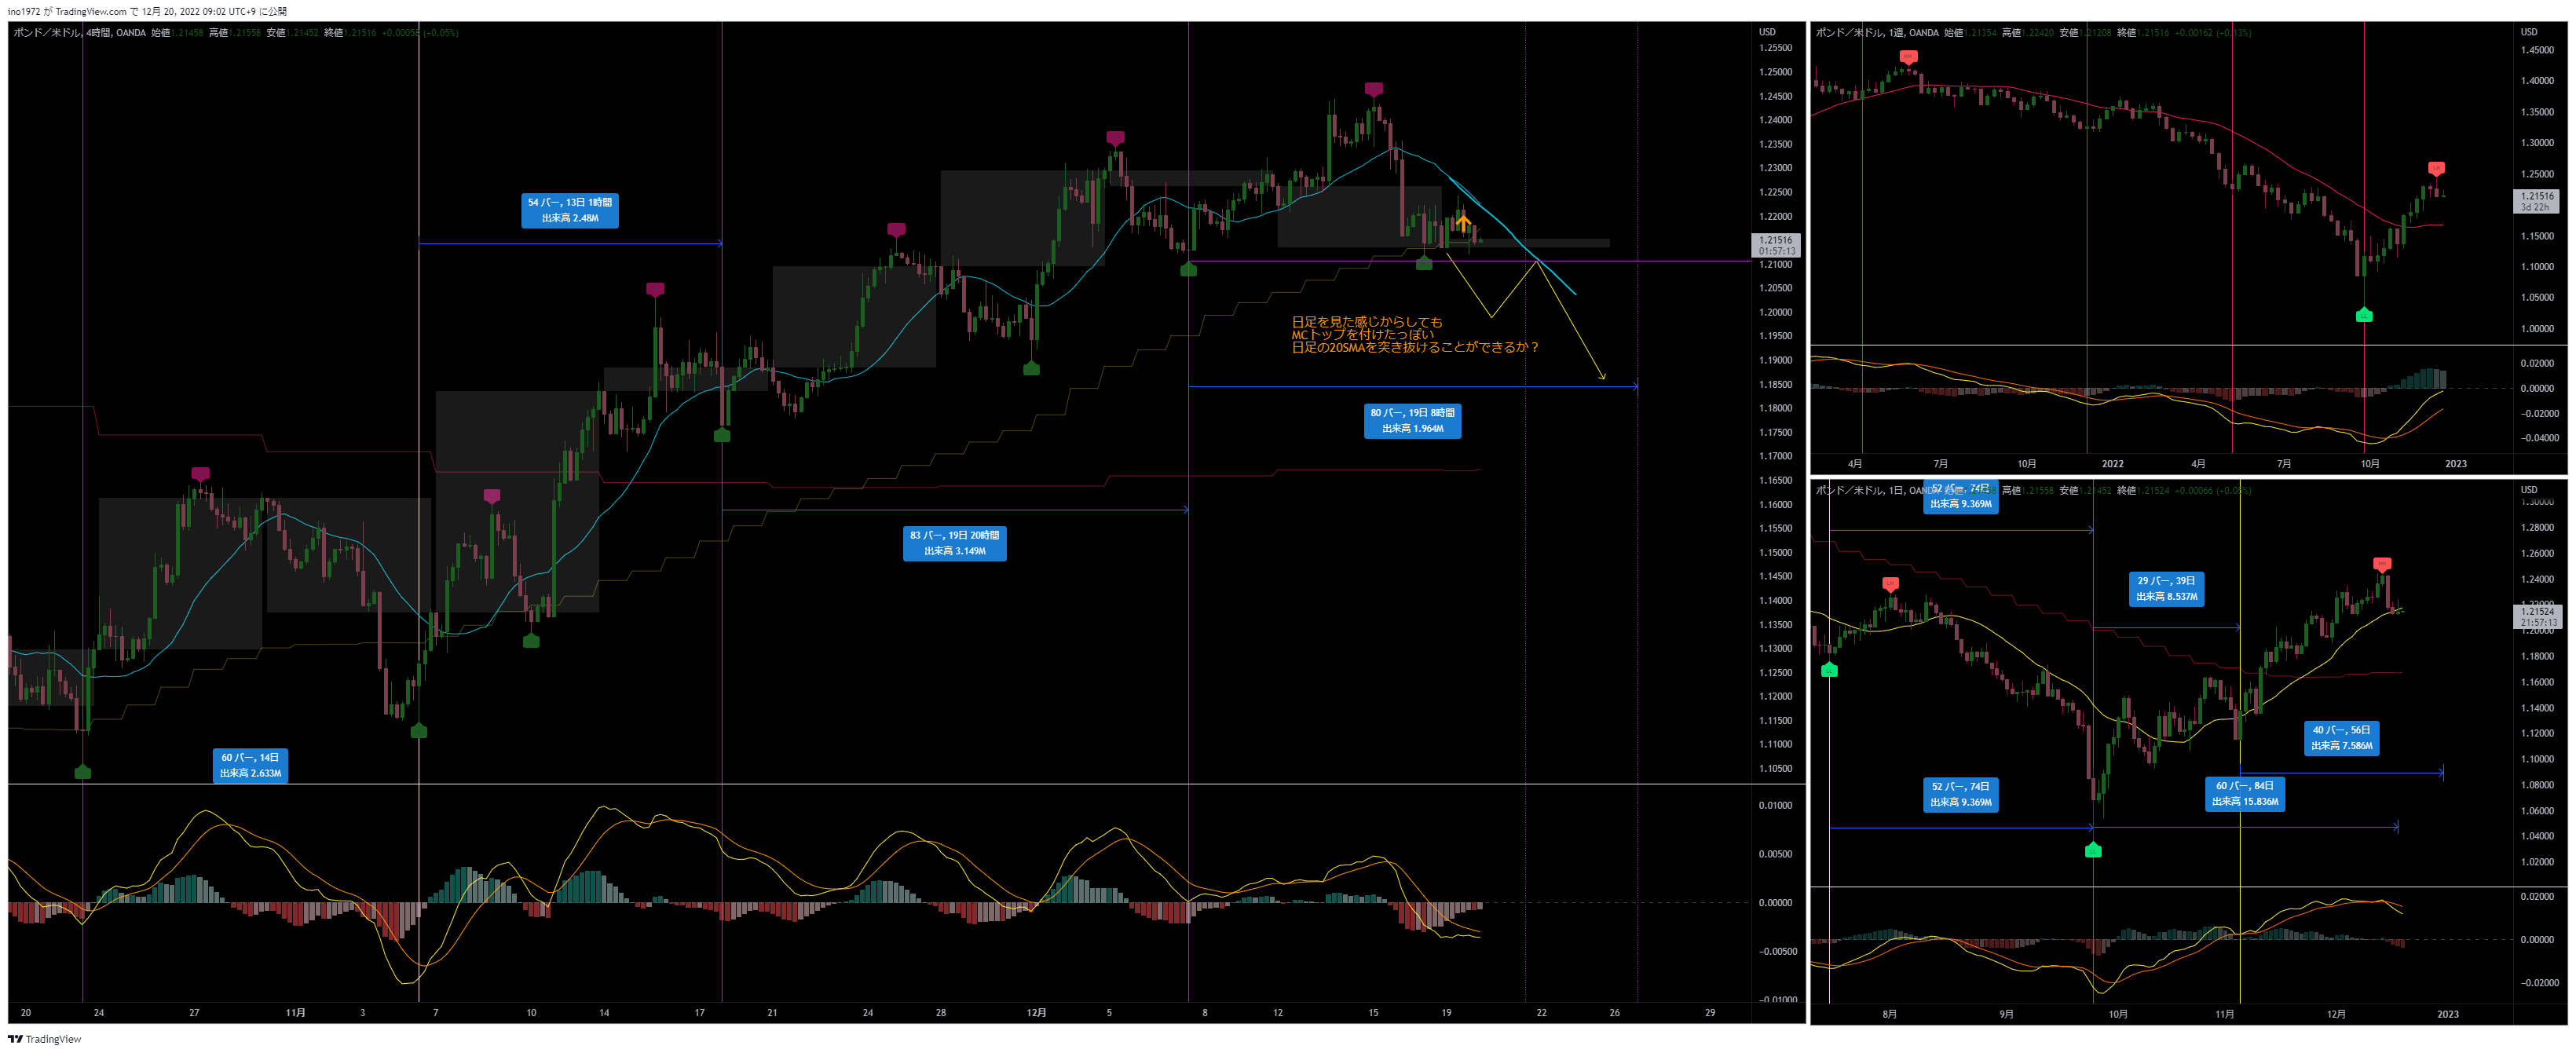 ino1972 が TradingView.com で 12月 20, 2022 09:02 UTC+9 に公開
ポンド／米ドル, 4時間, OANDA 始値1.21458 高値1.21558 安値1.21452 終値1.21516 +0.00058 (+0.05%)
USD
1.25500
1.25000
1.24500
1.24000
1.23500
1.23000
1.22500
1.22000
1.21516
01:57:13
1.21000
1.20500
1.20000
1.19500
1.19000
1.18500
1.18000
1.17500
1.17000
1.16500
1.16000
1.15500
1.15000
1.14500
1.14000
1.13500
1.13000
1.12500
1.12000
1.11500
1.11000
1.10500
54 バー, 13日 1時間
出来高 2.48M
日足を見た感じからしても
MCトップを付けたっぽい
日足の20SMAを突き抜けることができるか？
80 バー, 19日 8時間
出来高 1.964M
83 バー, 19日 20時間
出来高 3.149M
60 バー, 14日
出来高 2.633M
0.01000
0.00500
0.00000
−0.00500
−0.01000
20 24 27 11月 3 7 10 14 17 21 24 28 12月 5 8 12 15 19 22 26 29
ポンド／米ドル, 1週, OANDA 始値1.21354 高値1.22420 安値1.21208 終値1.21516 +0.00162 (+0.13%)
USD
1.45000
1.40000
1.35000
1.30000
1.25000
1.21516
3d 22h
1.15000
1.10000
1.05000
1.00000
0.02000
0.00000
−0.02000
−0.04000
4月 7月 10月 2022 4月 7月 10月 2023
ポンド／米ドル, 1日, OANDA 高値1.21558 安値1.21452 終値1.21524 +0.00066 (+0.05%)
USD
1.30000
1.28000
1.26000
1.24000
1.21524
21:57:13
1.20000
1.18000
1.16000
1.14000
1.12000
1.10000
1.08000
1.06000
1.04000
1.02000
52 バー, 74日
出来高 9.369M
29 バー, 39日
出来高 8.537M
40 バー, 56日
出来高 7.586M
52 バー, 74日
出来高 9.369M
60 バー, 84日
出来高 15.836M
0.02000
0.00000
−0.02000
8月 9月 10月 11月 12月 2023
TradingView